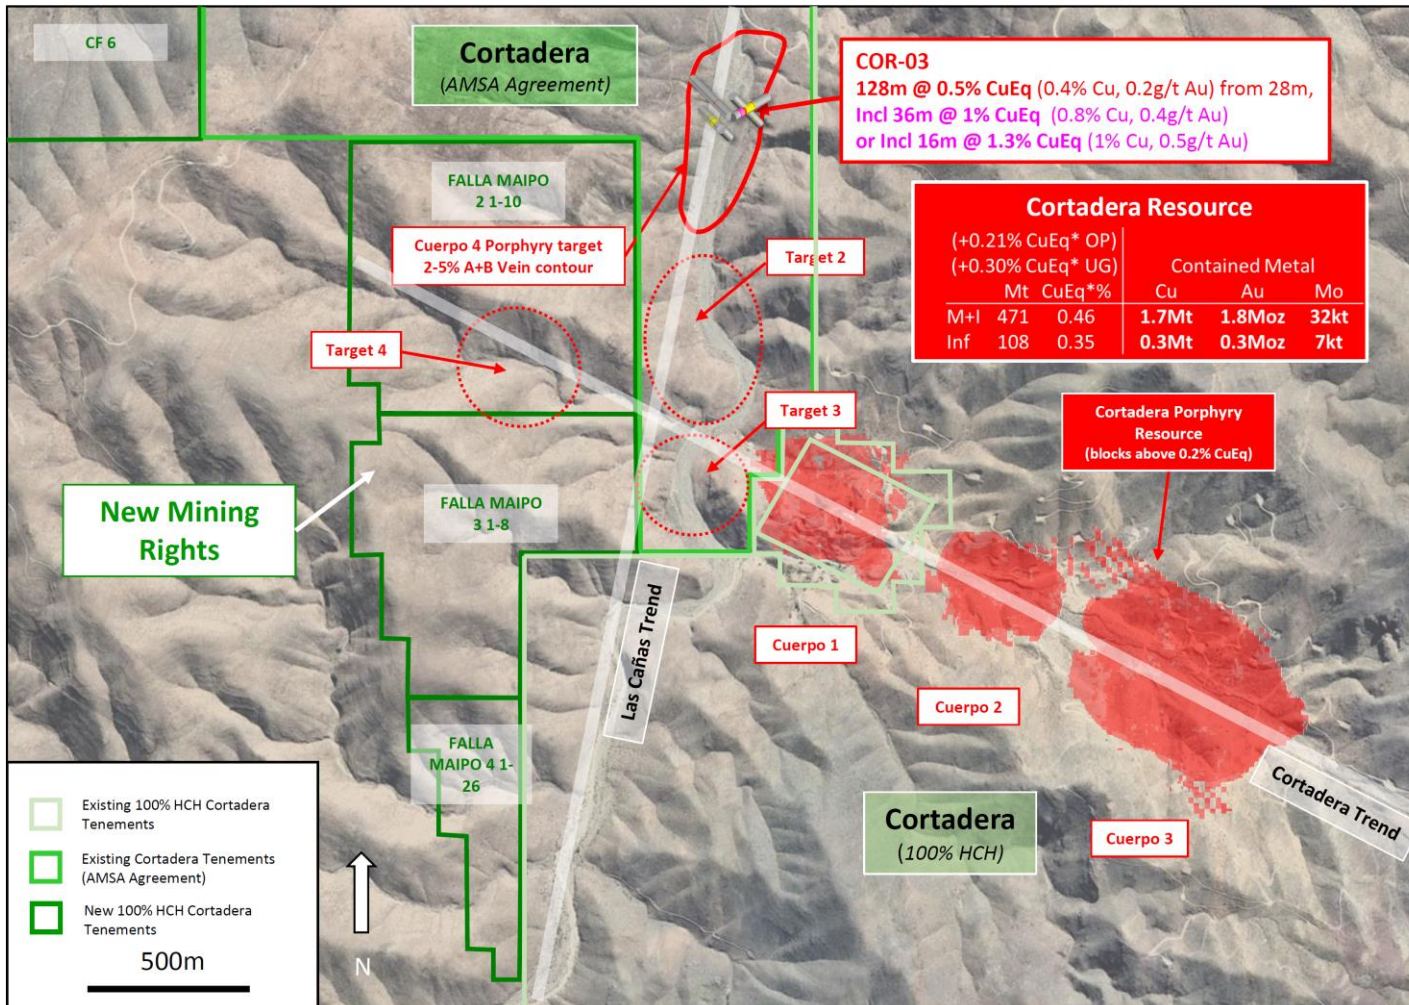 CF 6
Cortadera
(AMSA Agreement)
COR-03
128m @ 0.5% CuEq (0.4% Cu, 0.2g/t Au) from 28m,
Incl 36m @ 1% CuEq (0.8% Cu, 0.4g/t Au)
or Incl 16m @ 1.3% CuEq (1% Cu, 0.5g/t Au)
FALLA MAIPO
2 1-10
Cuerpo 4 Porphyry target
2-5% A+B Vein contour
Target 2
Cortadera Resource
(+0.21% CuEq* OP)
(+0.30% CuEq* UG) Contained Metal
Mt CuEq*% Cu Au Mo
M+I 471 0.46 1.7Mt 1.8Moz 32kt
Inf 108 0.35 0.3Mt 0.3Moz 7kt
Target 4
Target 3
Cortadera Porphyry
Resource
(blocks above 0.2% CuEq)
New Mining
Rights
FALLA MAIPO
3 1-8
Las Cañas Trend
Cuerpo 1
Cuerpo 2
FALLA
MAIPO 4 1-
26
Cortadera Trend
Cuerpo 3
Cortadera
(100% HCH)
Existing 100% HCH Cortadera
Tenements
Existing Cortadera Tenements
(AMSA Agreement)
New 100% HCH Cortadera
Tenements
500m
N